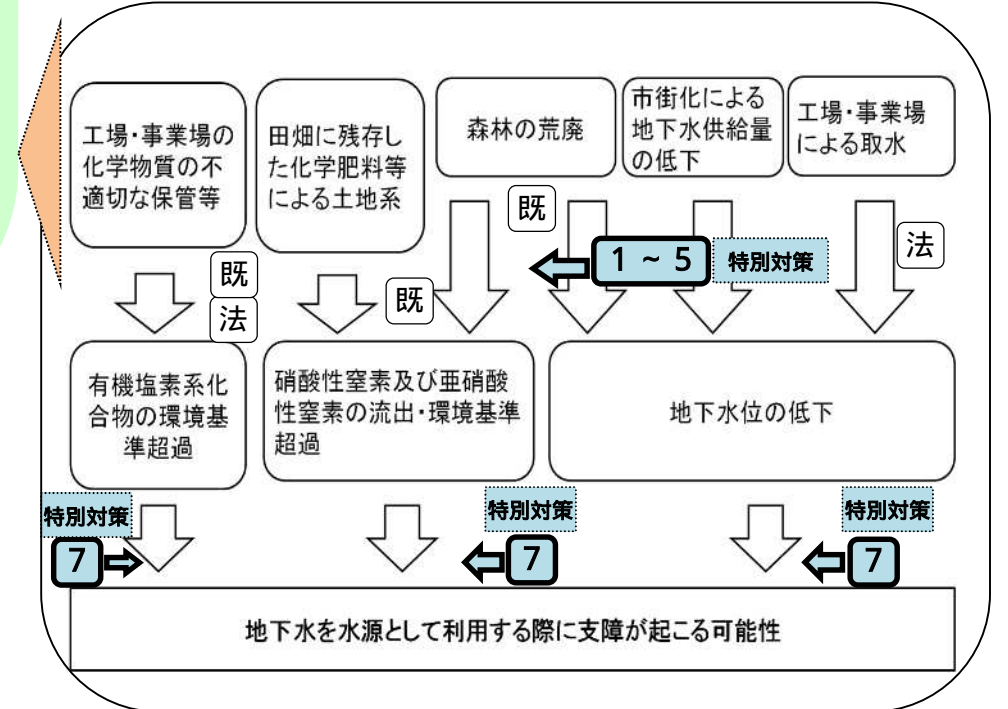 工場・事業場の
化学物質の不
適切な保管等
田畑に残存し
た化学肥料等
による土地系
森林の荒廃
市街化による
地下水供給量
の低下
工場・事業場
による取水
既
法
既
既
1 ~ 5
特別対策
法
有機塩素系化
合物の環境基
準超過
硝酸性窒素及び亜硝酸
性窒素の流出・環境基準
超過
地下水位の低下
特別対策
7
特別対策
7
特別対策
7
地下水を水源として利用する際に支障が起こる可能性